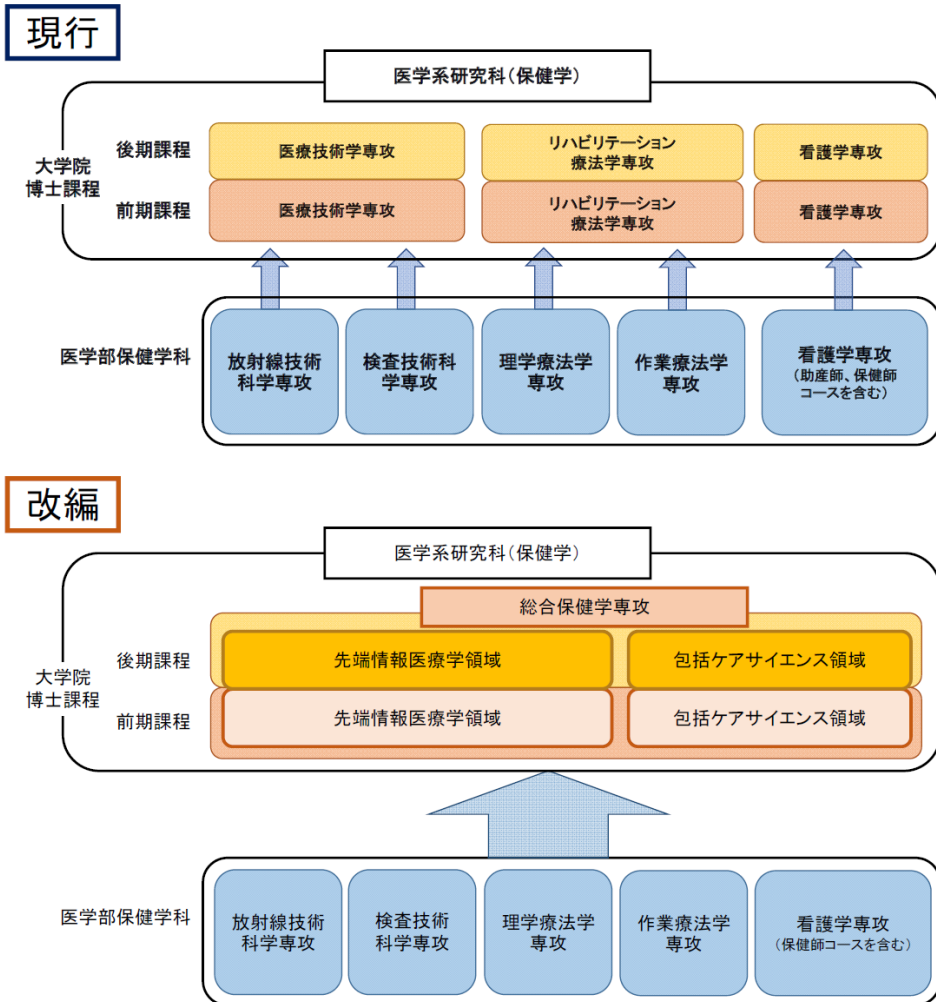 現行
医学系研究科(保健学)
大学院
博士課程
後期課程
医療技術学専攻
リハビリテーション
療法学専攻
看護学専攻
前期課程
医療技術学専攻
リハビリテーション
療法学専攻
看護学専攻
医学部保健学科
放射線技術
科学専攻
検査技術科
学専攻
理学療法学
専攻
作業療法学
専攻
看護学専攻
(助産師、保健師
コースを含む)
改編
医学系研究科(保健学)
総合保健学専攻
大学院
博士課程
後期課程
先端情報医療学領域
包括ケアサイエンス領域
前期課程
先端情報医療学領域
包括ケアサイエンス領域
医学部保健学科
放射線技術
科学専攻
検査技術
科学専攻
理学療法学
専攻
作業療法学
専攻
看護学専攻
(保健師コースを含む)